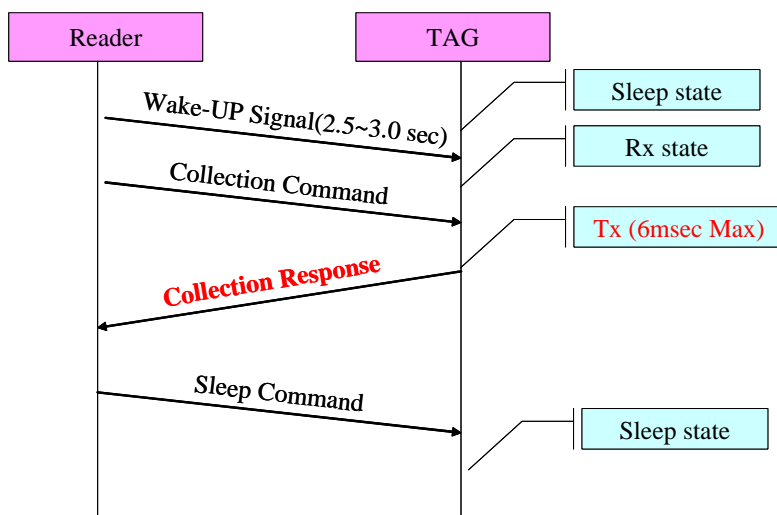 Reader
TAG
Sleep state
Wake-UP Signal(2.5~3.0 sec)
Rx state
Collection Command
Tx (6msec Max)
Collection Response
Sleep Command
Sleep state